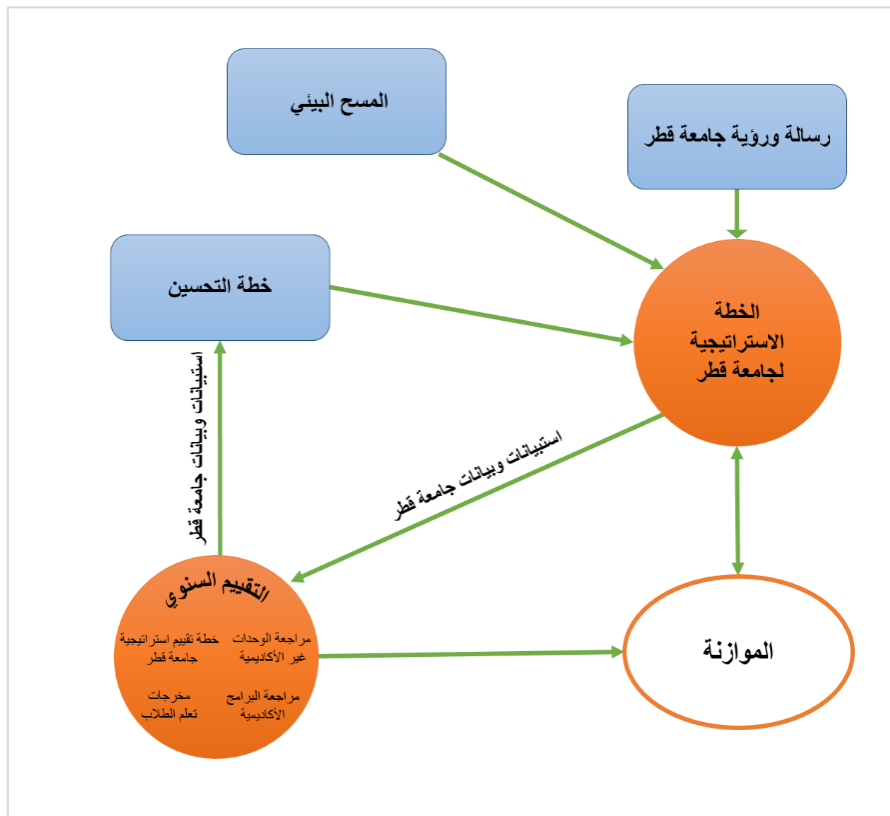 المسح البيئي
رسالة ورؤية جامعة قطر
خطة التحسين
الخطة
الاستراتيجية
لجامعة قطر
استبيانات وبيانات جامعة قطر
استبيانات وبيانات جامعة قطر
التقييم السنوي
مراجعة الوحدات
غير الأكاديمية
خطة تقييم استراتيجية
جامعة قطر
مراجعة البرامج
الأكاديمية
مخرجات
تعلم الطلاب
الموازنة